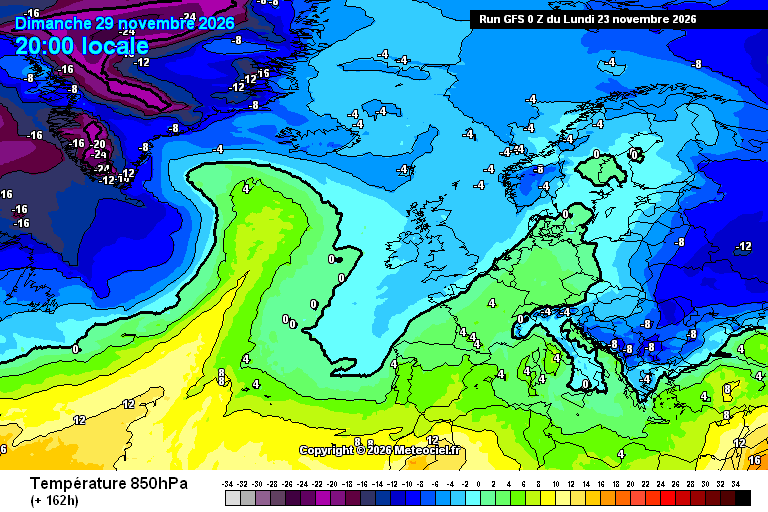 Dimanche 29 novembre 2026
20:00 locale
Run GFS 0 Z du Lundi 23 novembre 2026
Copyright © 2026 Meteociel.fr
Température 850hPa
(+ 162h)
-34 -32 -30 -28 -26 -24 -22 -20 -18 -16 -14 -12 -10 -8 -6 -4 -2 0 2 4 6 8 10 12 14 16 18 20 22 24 26 28 30 32 34